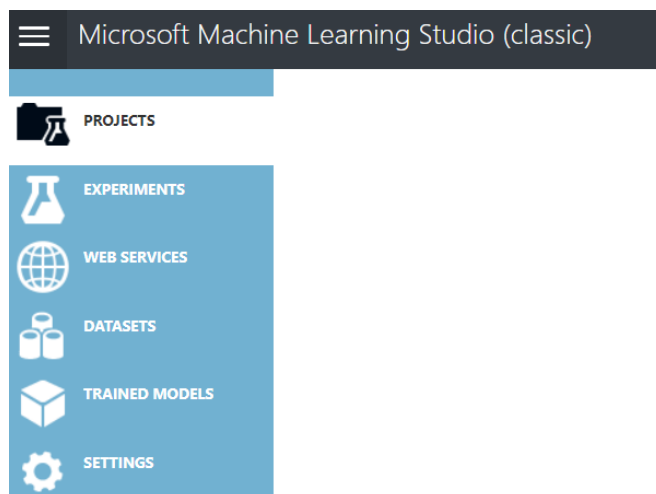 Microsoft Machine Learning Studio (classic)
PROJECTS
EXPERIMENTS
WEB SERVICES
DATASETS
TRAINED MODELS
SETTINGS